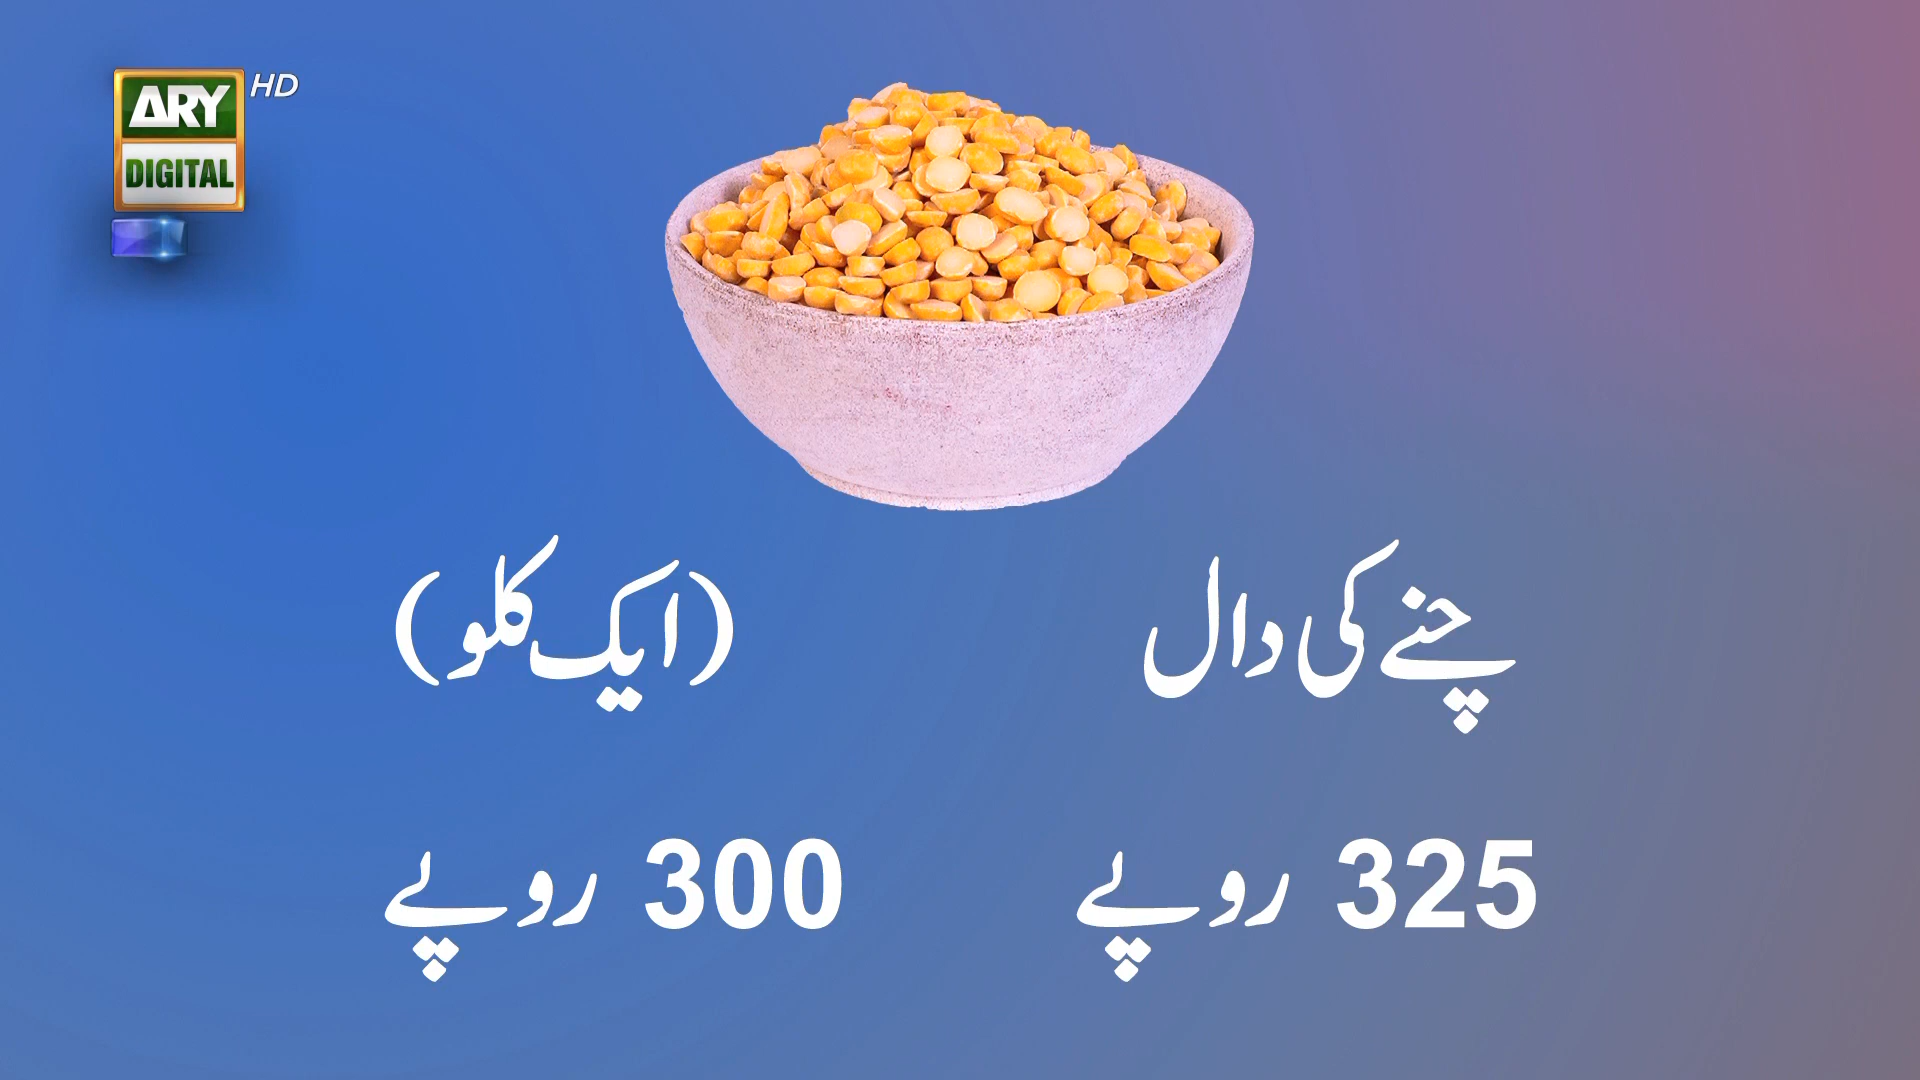 ARY HD
DIGITAL
چنے کی دال (ایک کلو)
325 روپے 300 روپے